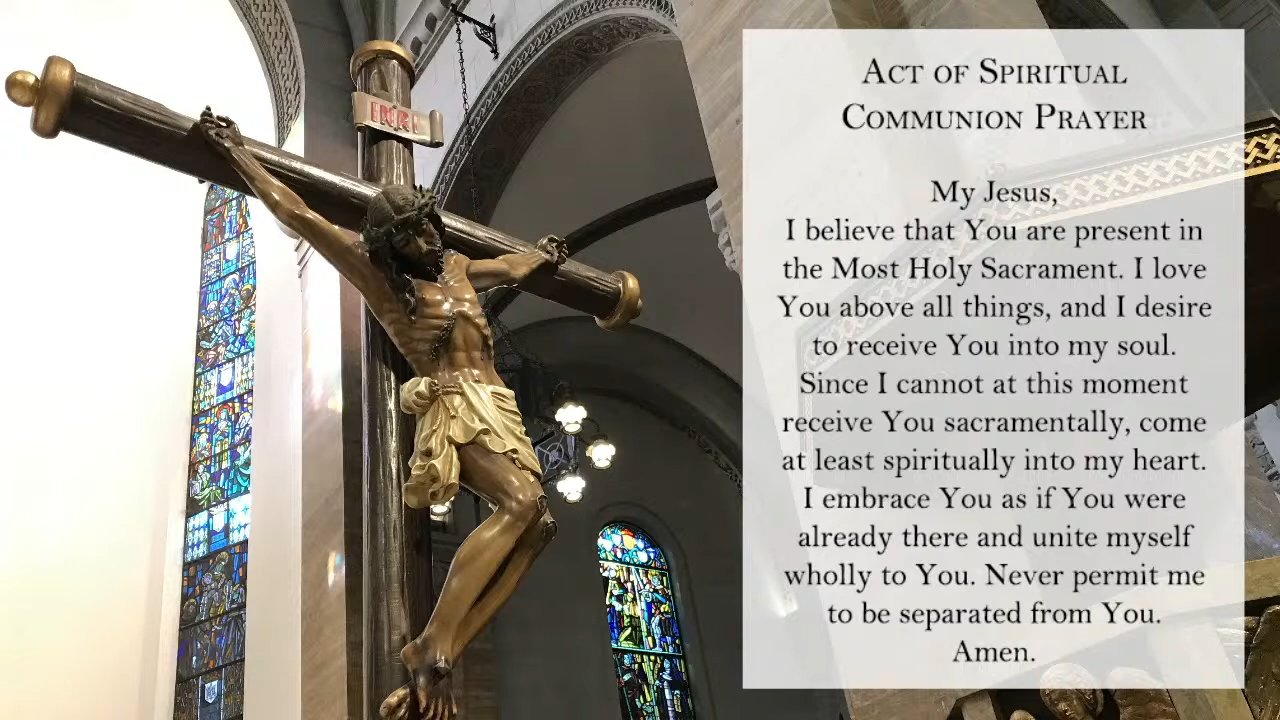 INRI
ACT OF SPIRITUAL
COMMUNION PRAYER
My Jesus,
I believe that You are present in
the Most Holy Sacrament. I love
You above all things, and I desire
to receive You into my soul.
Since I cannot at this moment
receive You sacramentally, come
at least spiritually into my heart.
I embrace You as if You were
already there and unite myself
wholly to You. Never permit me
to be separated from You.
Amen.